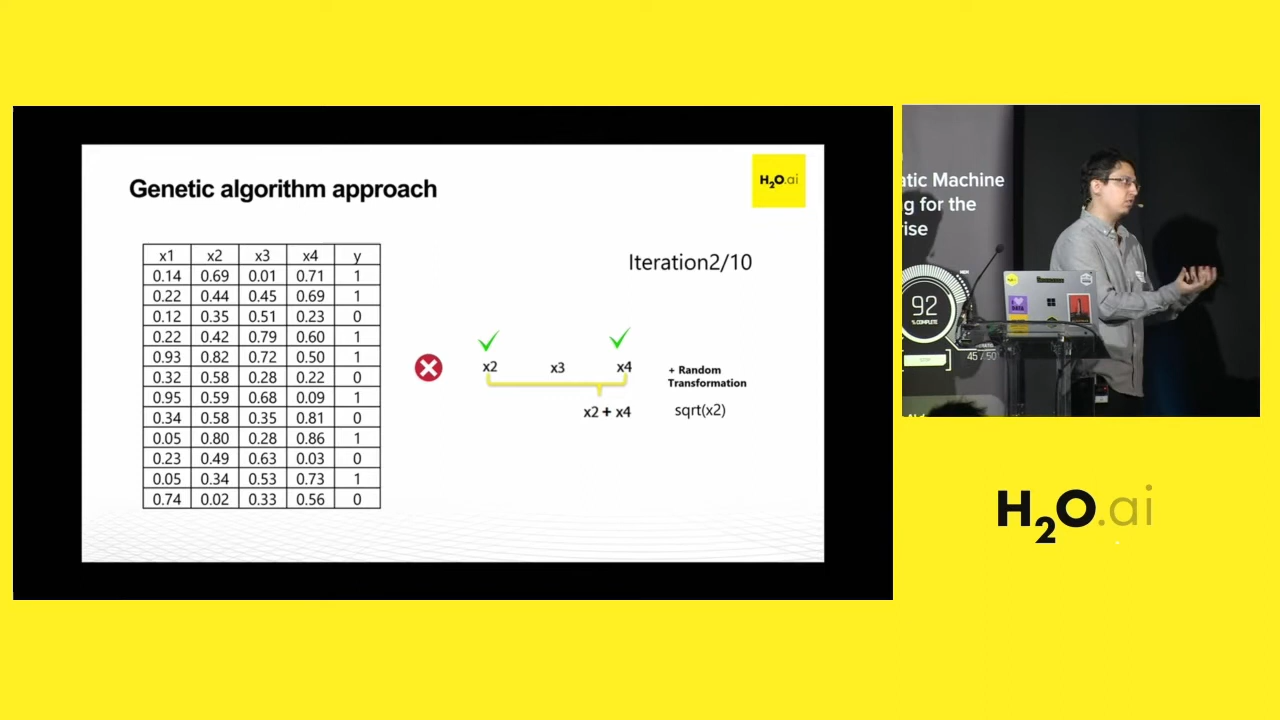 Genetic algorithm approach
H2O.ai
x1 x2 x3 x4 y
0.14 0.69 0.01 0.71 1
0.22 0.44 0.45 0.69 1
0.12 0.35 0.51 0.23 0
0.22 0.42 0.79 0.60 1
0.93 0.82 0.72 0.50 1
0.32 0.58 0.28 0.22 0
0.95 0.59 0.68 0.09 1
0.34 0.58 0.35 0.81 0
0.05 0.80 0.28 0.86 1
0.23 0.49 0.63 0.03 0
0.05 0.34 0.53 0.73 1
0.74 0.02 0.33 0.56 0
Iteration2/10
x2 x3 x4
+ Random
Transformation
x2 + x4
sqrt(x2)
atic Machine
g for the
rise
92
% COMPLETE
45 / 50
H2O.ai